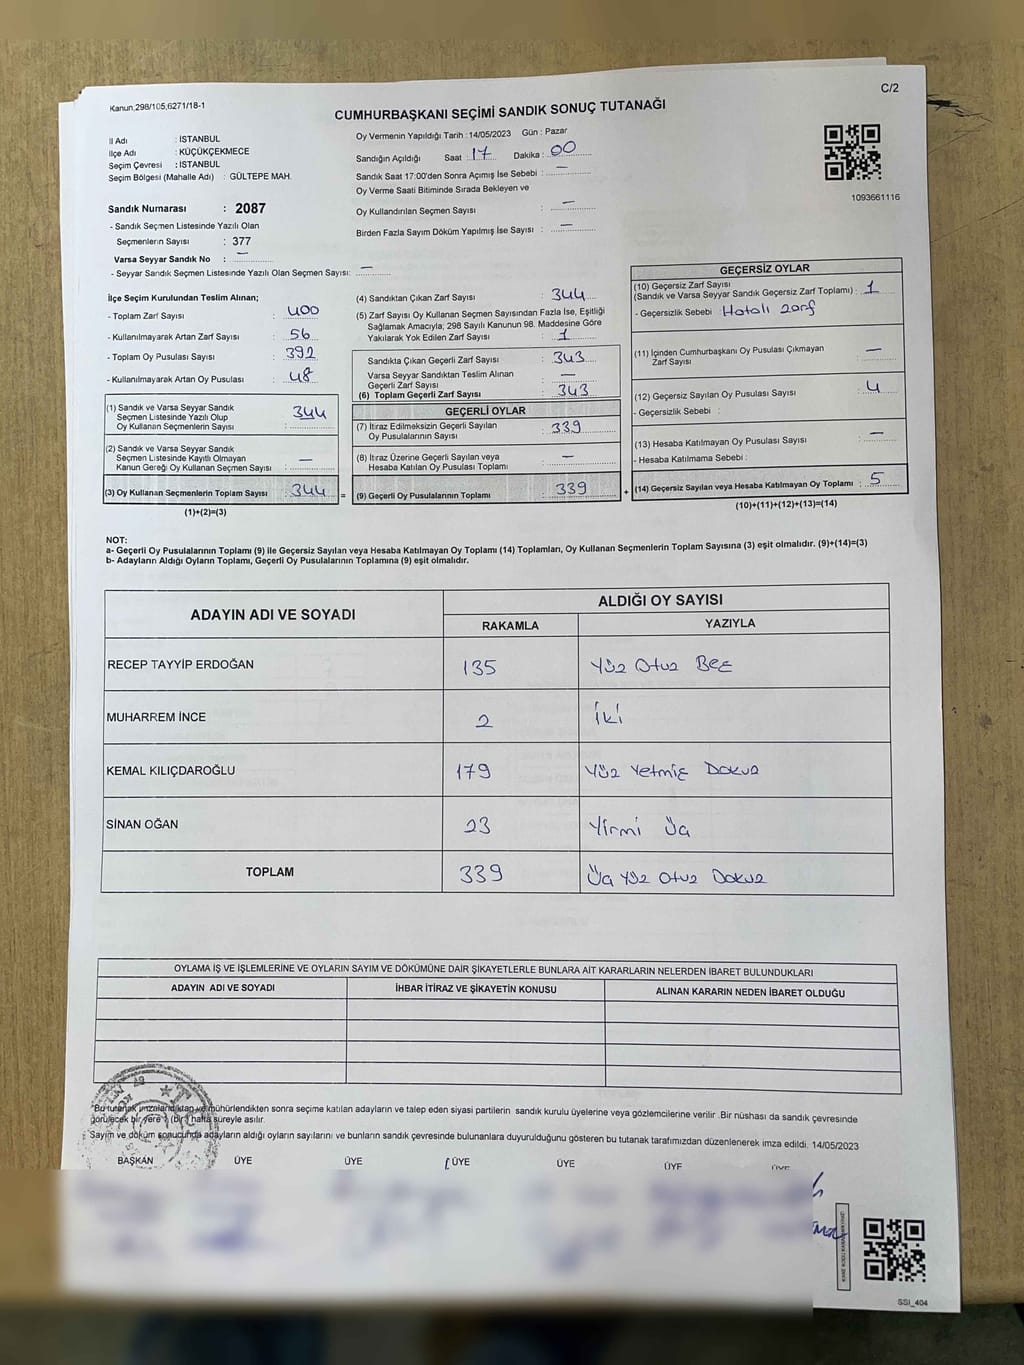 C/2
Kanun.298/105,6271/18-1
CUMHURBAŞKANI SEÇİMİ SANDIK SONUÇ TUTANAĞI
İl Adı : İSTANBUL
İlçe Adı : KÜÇÜKÇEKMECE
Seçim Çevresi : İSTANBUL
Seçim Bölgesi (Mahalle Adı) : GÜLTEPE MAH.
Sandık Numarası : 2087
- Sandık Seçmen Listesinde Yazılı Olan
Seçmenlerin Sayısı : 377
Varsa Seyyar Sandık No : —
- Seyyar Sandık Seçmen Listesinde Yazılı Olan Seçmen Sayısı: —
Oy Vermenin Yapıldığı Tarih :14/05/2023 Gün : Pazar
Sandığın Açıldığı Saat : 17 Dakika : 00
Sandık Saat 17:00'den Sonra Açımış İse Sebebi : —
Oy Verme Saati Bitiminde Sırada Bekleyen ve
Oy Kullandırılan Seçmen Sayısı : —
Birden Fazla Sayım Döküm Yapılmış İse Sayısı : —
1093661116
İlçe Seçim Kurulundan Teslim Alınan;
- Toplam Zarf Sayısı : 400
- Kullanılmayarak Artan Zarf Sayısı : 56
- Toplam Oy Pusulası Sayısı : 392
- Kullanılmayarak Artan Oy Pusulası : 48
(1) Sandık ve Varsa Seyyar Sandık
Seçmen Listesinde Yazılı Olup
Oy Kullanan Seçmenlerin Sayısı : 344
(2) Sandık ve Varsa Seyyar Sandık
Seçmen Listesinde Kayıtlı Olmayan
Kanun Gereği Oy Kullanan Seçmen Sayısı : —
(3) Oy Kullanan Seçmenlerin Toplam Sayısı : 344 =
(1)+(2)=(3)
(4) Sandıktan Çıkan Zarf Sayısı : 344
(5) Zarf Sayısı Oy Kullanan Seçmen Sayısından Fazla İse, Eşitliği
Sağlamak Amacıyla; 298 Sayılı Kanunun 98. Maddesine Göre
Yakılarak Yok Edilen Zarf Sayısı : 1
Sandıkta Çıkan Geçerli Zarf Sayısı : 343
Varsa Seyyar Sandıktan Teslim Alınan
Geçerli Zarf Sayısı : —
(6) Toplam Geçerli Zarf Sayısı : 343
GEÇERLİ OYLAR
(7) İtiraz Edilmeksizin Geçerli Sayılan
Oy Pusulalarının Sayısı : 339
(8) İtiraz Üzerine Geçerli Sayılan veya
Hesaba Katılan Oy Pusulası Toplamı : —
(9) Geçerli Oy Pusulalarının Toplamı : 339 +
GEÇERSİZ OYLAR
(10) Geçersiz Zarf Sayısı
(Sandık ve Varsa Seyyar Sandık Geçersiz Zarf Toplamı) : 1
- Geçersizlik Sebebi : Hatalı zarf
(11) İçinden Cumhurbaşkanı Oy Pusulası Çıkmayan
Zarf Sayısı : —
(12) Geçersiz Sayılan Oy Pusulası Sayısı : 4
- Geçersizlik Sebebi :
(13) Hesaba Katılmayan Oy Pusulası Sayısı : —
- Hesaba Katılmama Sebebi :
(14) Geçersiz Sayılan veya Hesaba Katılmayan Oy Toplamı : 5
(10)+(11)+(12)+(13)=(14)
NOT:
a- Geçerli Oy Pusulalarının Toplamı (9) ile Geçersiz Sayılan veya Hesaba Katılmayan Oy Toplamı (14) Toplamları, Oy Kullanan Seçmenlerin Toplam Sayısına (3) eşit olmalıdır. (9)+(14)=(3)
b- Adayların Aldığı Oyların Toplamı, Geçerli Oy Pusulalarının Toplamına (9) eşit olmalıdır.
ADAYIN ADI VE SOYADI ALDIĞI OY SAYISI
RAKAMLA YAZIYLA
RECEP TAYYİP ERDOĞAN 135 Yüz Otuz Beş
MUHARREM İNCE 2 İki
KEMAL KILIÇDAROĞLU 179 Yüz Yetmiş Dokuz
SİNAN OĞAN 23 Yirmi Üç
TOPLAM 339 Üç Yüz Otuz Dokuz
OYLAMA İŞ VE İŞLEMLERİNE VE OYLARIN SAYIM VE DÖKÜMÜNE DAİR ŞİKAYETLERLE BUNLARA AİT KARARLARIN NELERDEN İBARET BULUNDUKLARI
ADAYIN ADI VE SOYADI İHBAR İTİRAZ VE ŞİKAYETİN KONUSU ALINAN KARARIN NEDEN İBARET OLDUĞU
*Bu tutanak imzalandıktan ve mühürlendikten sonra seçime katılan adayların ve talep eden siyasi partilerin sandık kurulu üyelerine veya gözlemcilerine verilir .Bir nüshası da sandık çevresinde
görülecek bir yere 1 (bir) hafta süreyle asılır.
Sayım ve döküm sonucunda adayların aldığı oyların sayılarını ve bunların sandık çevresinde bulunanlara duyurulduğunu gösteren bu tutanak tarafımızdan düzenlenerek imza edildi. 14/05/2023
BAŞKAN ÜYE ÜYE ÜYE ÜYE ÜYE ÜYE
SSI_404